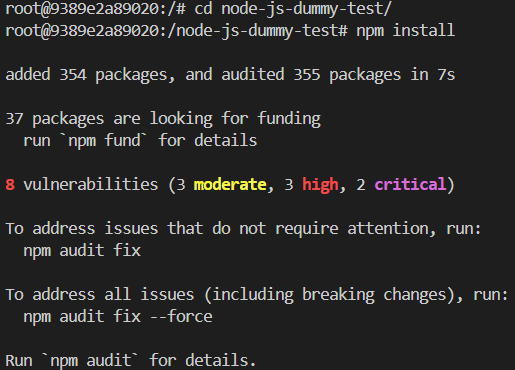 root@9389e2a89020:/# cd node-js-dummy-test/
root@9389e2a89020:/node-js-dummy-test# npm install
added 354 packages, and audited 355 packages in 7s
37 packages are looking for funding
  run `npm fund` for details
8 vulnerabilities (3 moderate, 3 high, 2 critical)
To address issues that do not require attention, run:
  npm audit fix
To address all issues (including breaking changes), run:
  npm audit fix --force
Run `npm audit` for details.